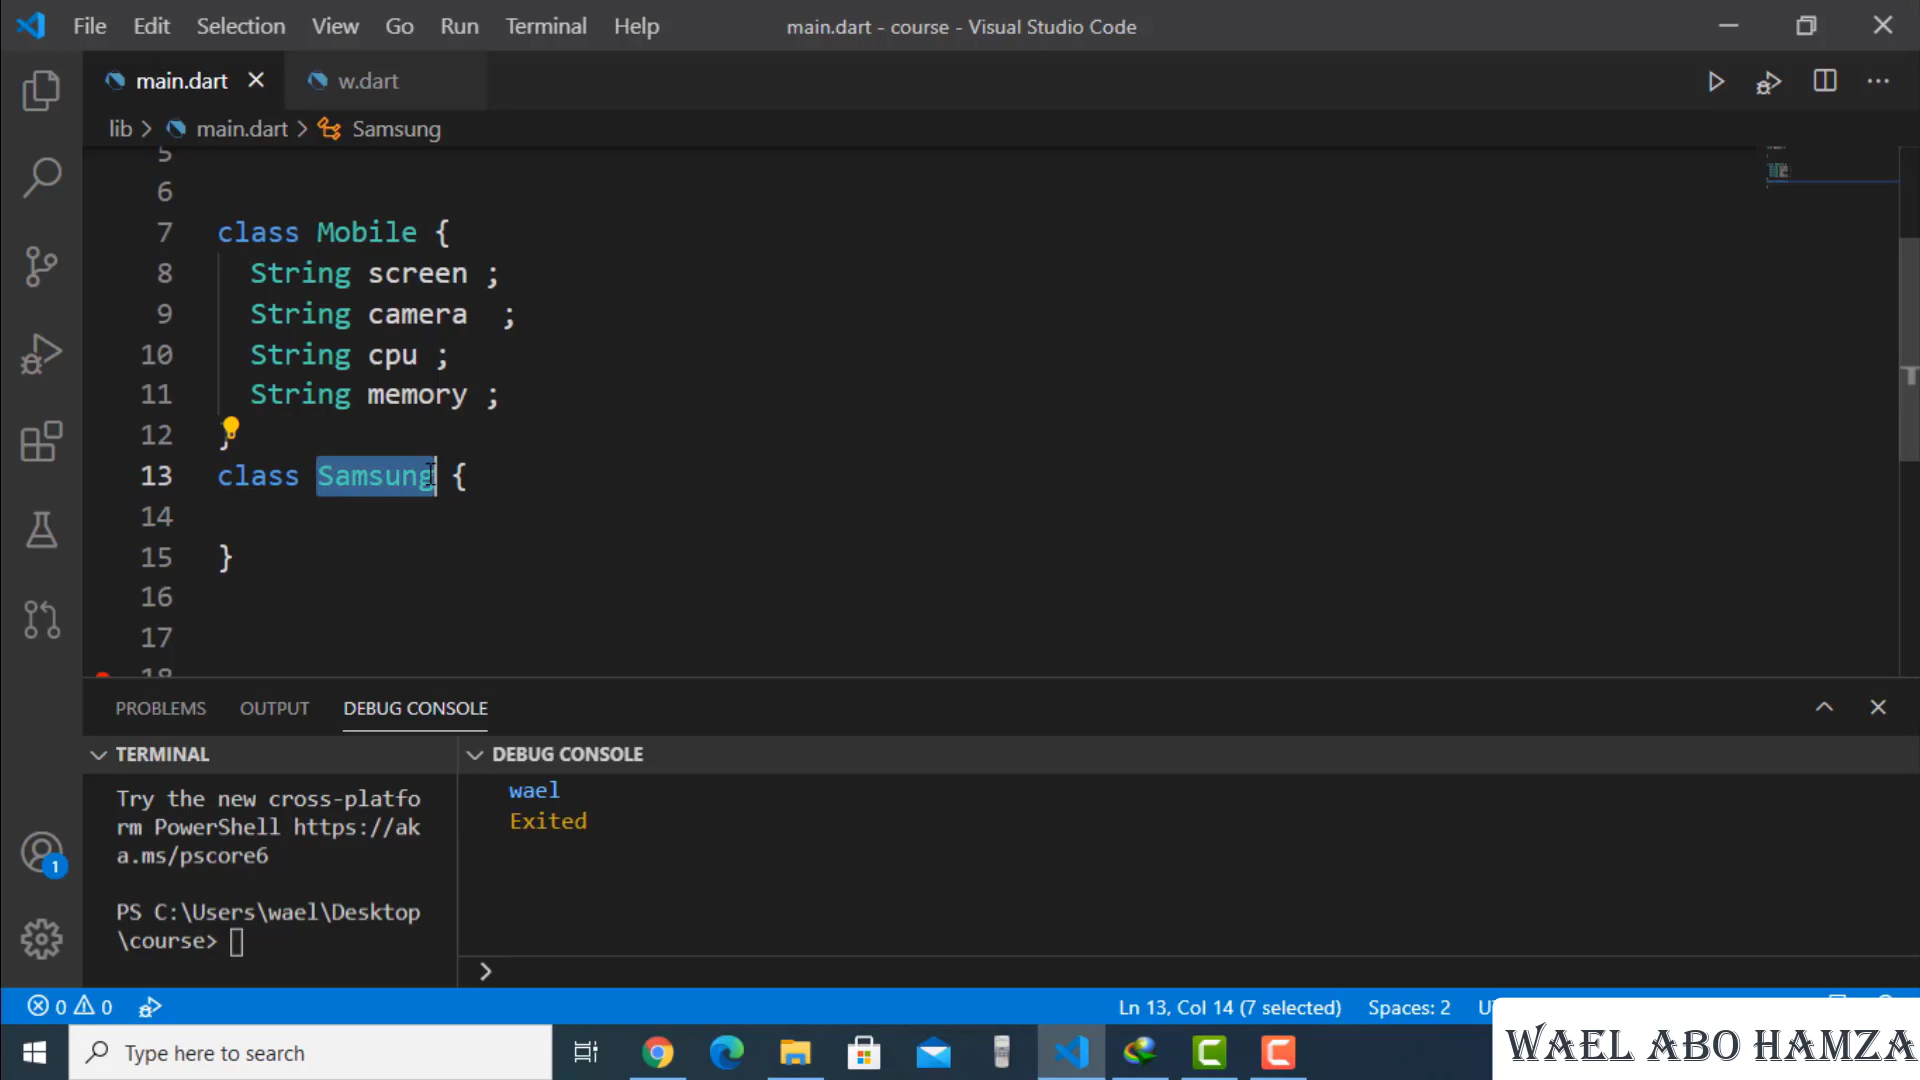 File Edit Selection View Go Run Terminal Help
main.dart - course - Visual Studio Code
main.dart
w.dart
lib > main.dart > Samsung
5
6
7 class Mobile {
8 String screen ;
9 String camera  ;
10 String cpu ;
11 String memory ;
12 }
13 class Samsung {
14
15 }
16
17
18
PROBLEMS OUTPUT DEBUG CONSOLE
TERMINAL
Try the new cross-platfo
rm PowerShell https://ak
a.ms/pscore6
PS C:\Users\wael\Desktop
\course>
DEBUG CONSOLE
wael
Exited
1
0 0
Ln 13, Col 14 (7 selected) Spaces: 2
Type here to search
WAEL ABO HAMZA